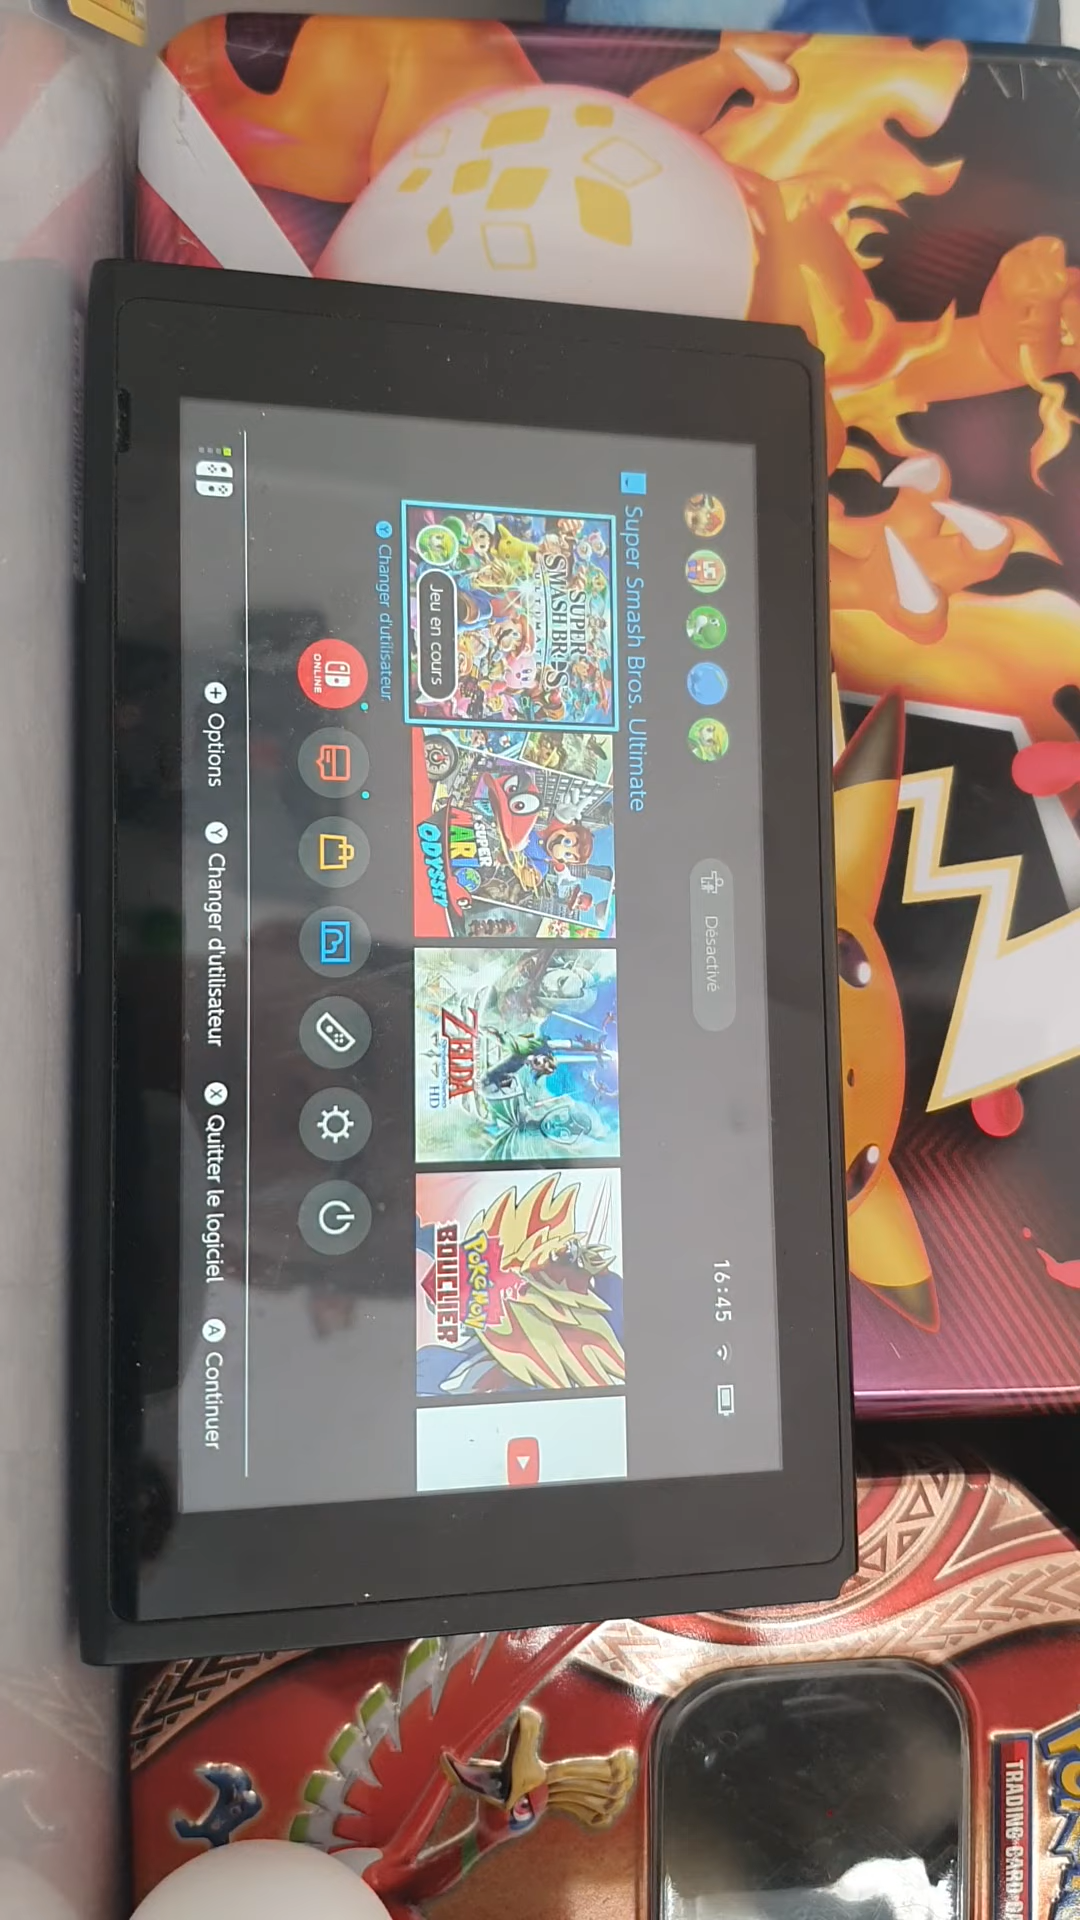 Désactivé
16:45
Super Smash Bros. Ultimate
SUPER
SMASH BROS.
ULTIMATE
Jeu en cours
SUPER
MARIO
ODYSSEY
ZELDA
HD
POKÉMON
BOUCLIER
Y Changer d'utilisateur.
ONLINE
+ Options
Y Changer d'utilisateur
X Quitter le logiciel
A Continuer
TRADING CARD GA